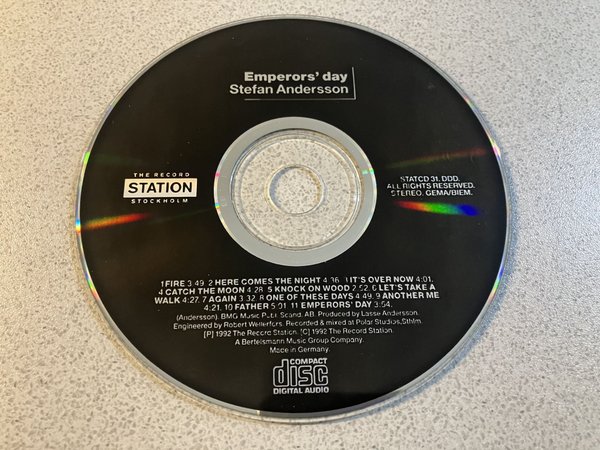 Emperors' day
Stefan Andersson
THE RECORD
STATION
STOCKHOLM
STATCD 31. DDD.
ALL RIGHTS RESERVED.
STEREO. GEMA/BIEM.
1 FIRE 3.49. 2 HERE COMES THE NIGHT 4.36. 3 IT'S OVER NOW 4.01.
4 CATCH THE MOON 4.28. 5 KNOCK ON WOOD 2.52. 6 LET'S TAKE A
WALK 4.27. 7 AGAIN 3.32. 8 ONE OF THESE DAYS 4.49. 9 ANOTHER ME
4.21. 10 FATHER 5.01. 11 EMPERORS' DAY 3.54.
(Andersson). BMG Music Publ. Scand. AB. Produced by Lasse Andersson.
Engineered by Robert Wellerfors. Recorded & mixed at Polar Studios, Sthlm.
[P] 1992 The Record Station. (C) 1992 The Record Station.
A Bertelsmann Music Group Company.
Made in Germany.
COMPACT
disc
DIGITAL AUDIO